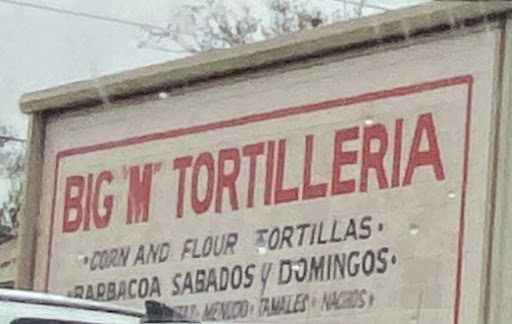 BIG "M" TORTILLERIA
•CORN AND FLOUR TORTILLAS•
•BARBACOA SABADOS y DOMINGOS•
MENUDO • TAMALES • NACHOS •